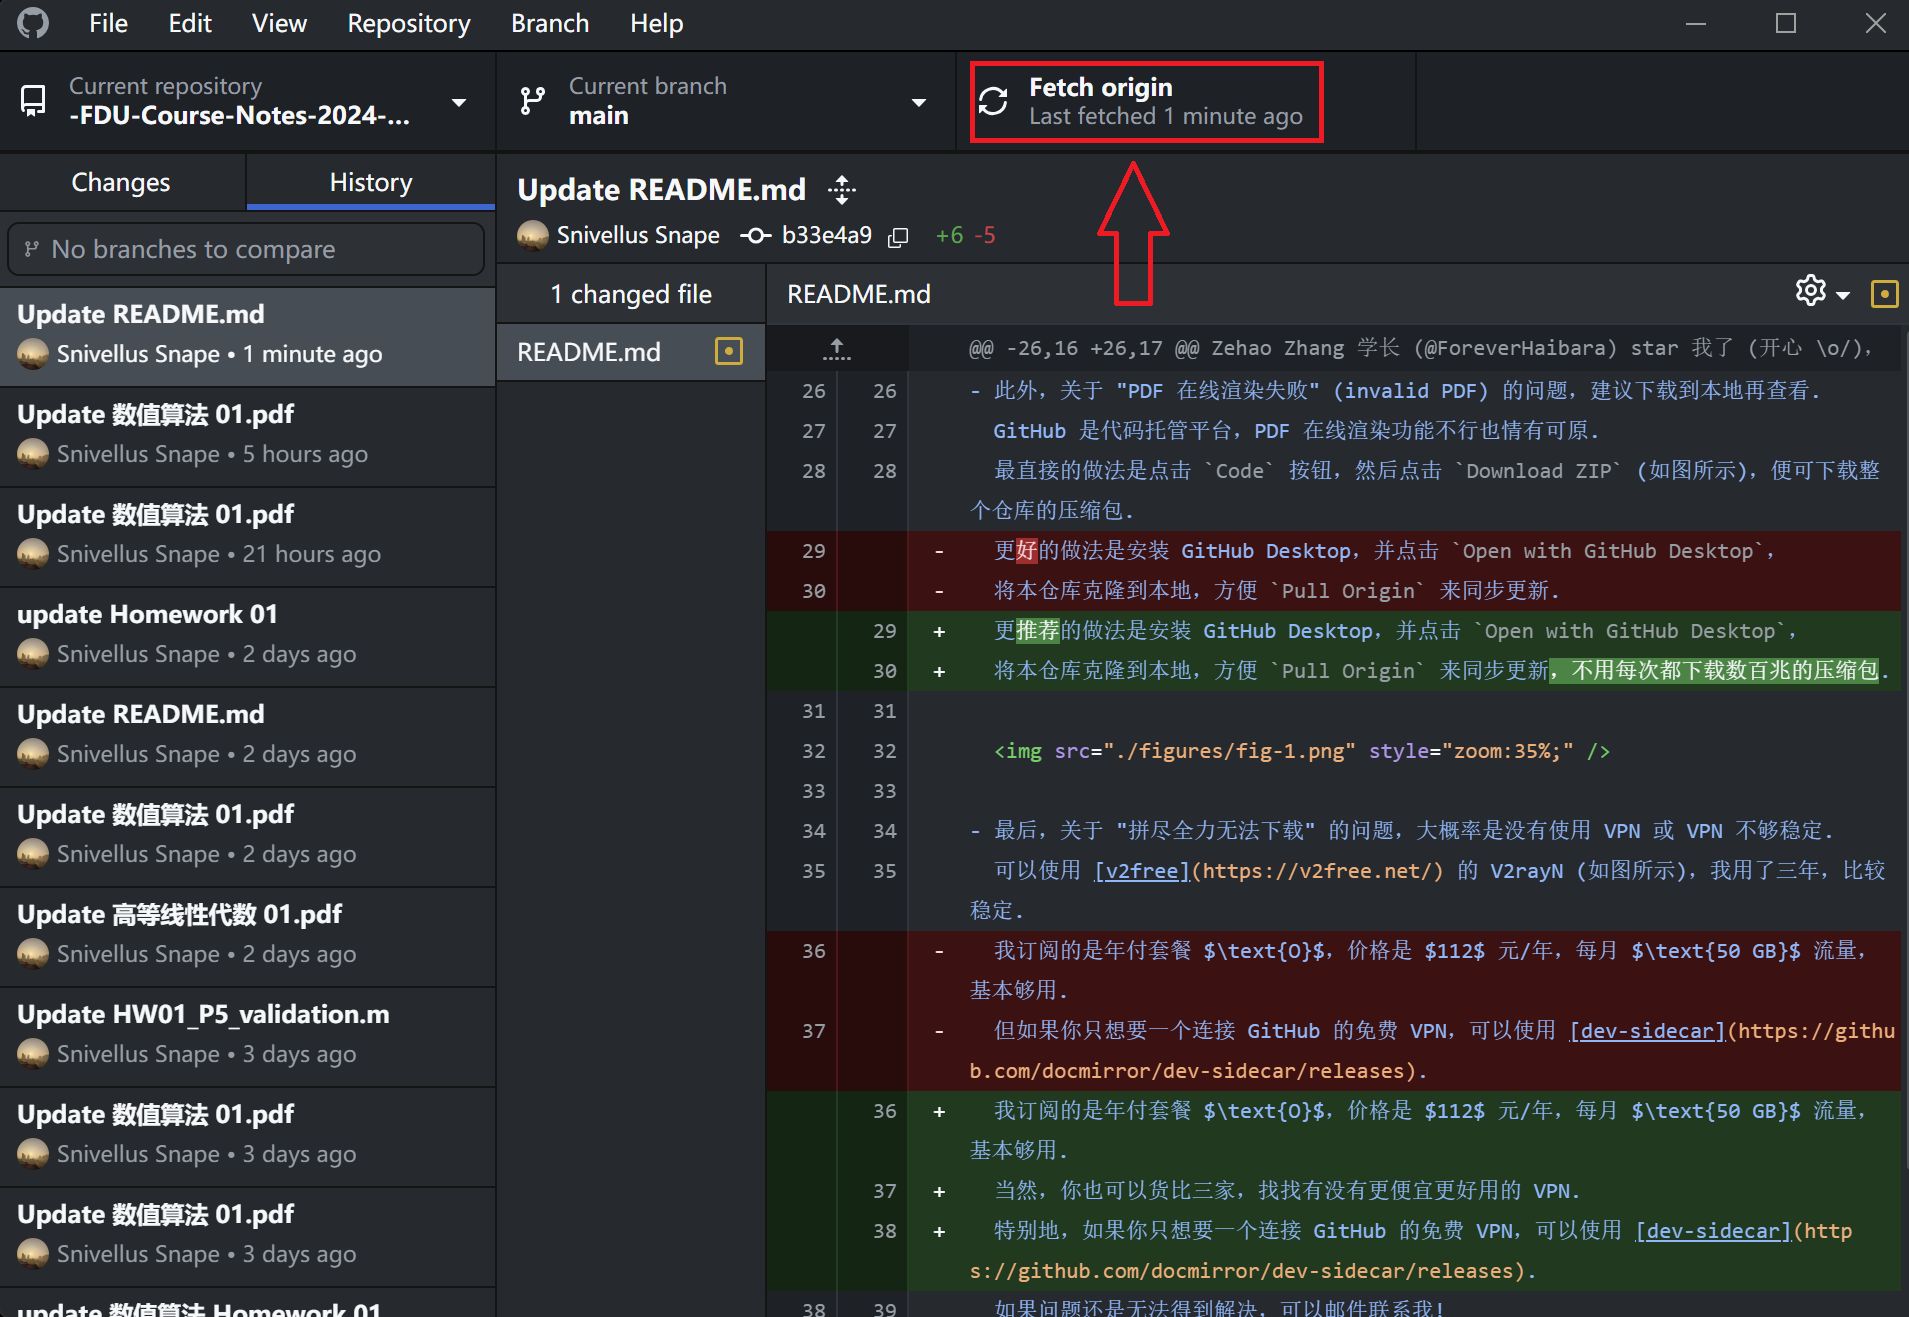 File Edit View Repository Branch Help
Current repository
-FDU-Course-Notes-2024-...
Current branch
main
Fetch origin
Last fetched 1 minute ago
Changes
History
No branches to compare
Update README.md
Snivellus Snape • 1 minute ago
Update 数值算法 01.pdf
Snivellus Snape • 5 hours ago
Update 数值算法 01.pdf
Snivellus Snape • 21 hours ago
update Homework 01
Snivellus Snape • 2 days ago
Update README.md
Snivellus Snape • 2 days ago
Update 数值算法 01.pdf
Snivellus Snape • 2 days ago
Update 高等线性代数 01.pdf
Snivellus Snape • 2 days ago
Update HW01_P5_validation.m
Snivellus Snape • 3 days ago
Update 数值算法 01.pdf
Snivellus Snape • 3 days ago
Update 数值算法 01.pdf
Snivellus Snape • 3 days ago
update 数值算法 Homework 01
Update README.md
Snivellus Snape b33e4a9 +6 -5
1 changed file
README.md
README.md
@@ -26,16 +26,17 @@ Zehao Zhang 学长 (@ForeverHaibara) star 我了 (开心 \o/),
26 26 - 此外, 关于 "PDF 在线渲染失败" (invalid PDF) 的问题, 建议下载到本地再查看.
27 27 GitHub 是代码托管平台, PDF 在线渲染功能不行也情有可原.
28 28 最直接的做法是点击 `Code` 按钮, 然后点击 `Download ZIP` (如图所示), 便可下载整
个仓库的压缩包.
29 - 更好的做法是安装 GitHub Desktop, 并点击 `Open with GitHub Desktop`,
30 - 将本仓库克隆到本地, 方便 `Pull Origin` 来同步更新.
29 + 更推荐的做法是安装 GitHub Desktop, 并点击 `Open with GitHub Desktop`,
30 + 将本仓库克隆到本地, 方便 `Pull Origin` 来同步更新, 不用每次都下载数百兆的压缩包.
31 31
32 32 <img src="./figures/fig-1.png" style="zoom:35%;" />
33 33
34 34 - 最后, 关于 "拼尽全力无法下载" 的问题, 大概率是没有使用 VPN 或 VPN 不够稳定.
35 35 可以使用 [v2free](https://v2free.net/) 的 V2rayN (如图所示), 我用了三年, 比较
稳定.
36 - 我订阅的是年付套餐 $\text{O}$, 价格是 $112$ 元/年, 每月 $\text{50 GB}$ 流量,
基本够用.
37 - 但如果你只想要一个连接 GitHub 的免费 VPN, 可以使用 [dev-sidecar](https://githu
b.com/docmirror/dev-sidecar/releases).
36 + 我订阅的是年付套餐 $\text{O}$, 价格是 $112$ 元/年, 每月 $\text{50 GB}$ 流量,
基本够用.
37 + 当然, 你也可以货比三家, 找找有没有更便宜更好用的 VPN.
38 + 特别地, 如果你只想要一个连接 GitHub 的免费 VPN, 可以使用 [dev-sidecar](http
s://github.com/docmirror/dev-sidecar/releases).
38 39 如果问题还是无法得到解决, 可以邮件联系我!